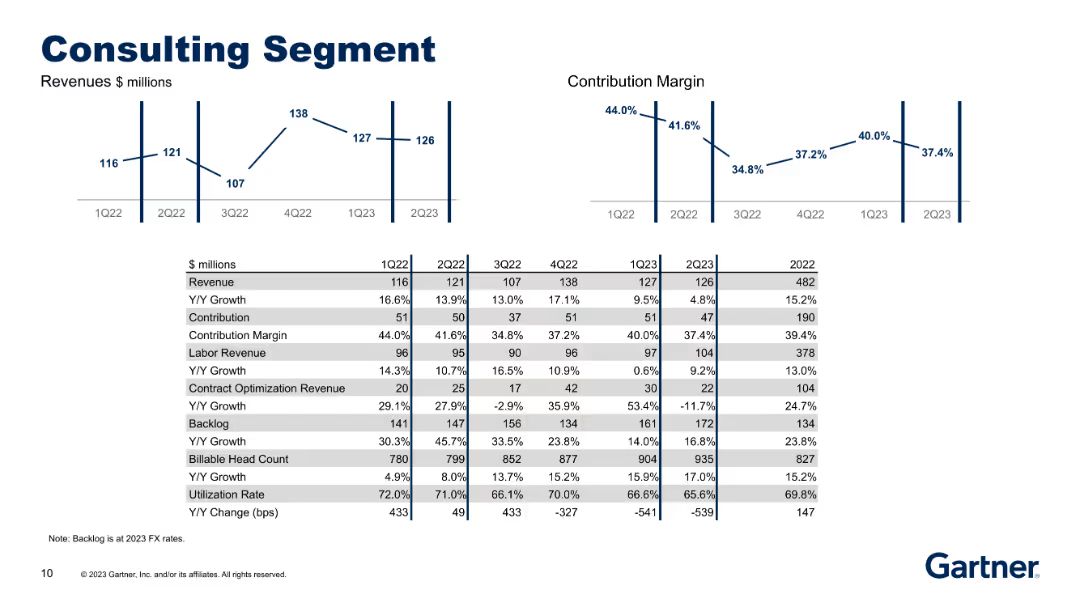 Consulting Segment
Revenues $ millions
Contribution Margin
116 121 107 138 127 126
1Q22 2Q22 3Q22 4Q22 1Q23 2Q23
44.0% 41.6% 34.8% 37.2% 40.0% 37.4%
1Q22 2Q22 3Q22 4Q22 1Q23 2Q23
$ millions 1Q22 2Q22 3Q22 4Q22 1Q23 2Q23 2022
Revenue 116 121 107 138 127 126 482
Y/Y Growth 16.6% 13.9% 13.0% 17.1% 9.5% 4.8% 15.2%
Contribution 51 50 37 51 51 47 190
Contribution Margin 44.0% 41.6% 34.8% 37.2% 40.0% 37.4% 39.4%
Labor Revenue 96 95 90 96 97 104 378
Y/Y Growth 14.3% 10.7% 16.5% 10.9% 0.6% 9.2% 13.0%
Contract Optimization Revenue 20 25 17 42 30 22 104
Y/Y Growth 29.1% 27.9% -2.9% 35.9% 53.4% -11.7% 24.7%
Backlog 141 147 156 134 161 172 134
Y/Y Growth 30.3% 45.7% 33.5% 23.8% 14.0% 16.8% 23.8%
Billable Head Count 780 799 852 877 904 935 827
Y/Y Growth 4.9% 8.0% 13.7% 15.2% 15.9% 17.0% 15.2%
Utilization Rate 72.0% 71.0% 66.1% 70.0% 66.6% 65.6% 69.8%
Y/Y Change (bps) 433 49 433 -327 -541 -539 147
Note: Backlog is at 2023 FX rates.
10 © 2023 Gartner, Inc. and/or its affiliates. All rights reserved.
Gartner®